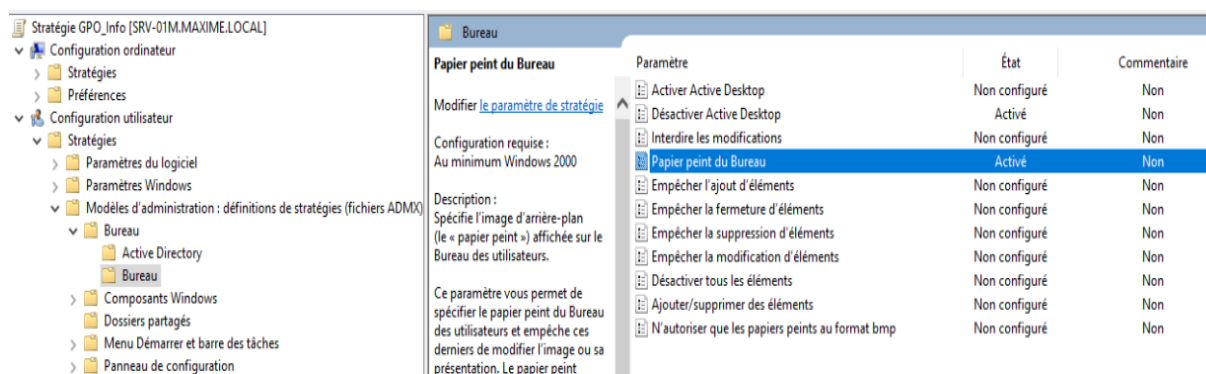 Stratégie GPO_Info [SRV-01M.MAXIME.LOCAL]
Configuration ordinateur
Stratégies
Préférences
Configuration utilisateur
Stratégies
Paramètres du logiciel
Paramètres Windows
Modèles d'administration : définitions de stratégies (fichiers ADMX)
Bureau
Active Directory
Bureau
Composants Windows
Dossiers partagés
Menu Démarrer et barre des tâches
Panneau de configuration
Bureau
Papier peint du Bureau
Modifier le paramètre de stratégie
Configuration requise :
Au minimum Windows 2000
Description :
Spécifie l'image d'arrière-plan
(le « papier peint ») affichée sur le
Bureau des utilisateurs.
Ce paramètre vous permet de
spécifier le papier peint du Bureau
des utilisateurs et empêche ces
derniers de modifier l'image ou sa
présentation. Le papier peint
Paramètre État Commentaire
Activer Active Desktop Non configuré Non
Désactiver Active Desktop Activé Non
Interdire les modifications Non configuré Non
Papier peint du Bureau Activé Non
Empêcher l'ajout d'éléments Non configuré Non
Empêcher la fermeture d'éléments Non configuré Non
Empêcher la suppression d'éléments Non configuré Non
Empêcher la modification d'éléments Non configuré Non
Désactiver tous les éléments Non configuré Non
Ajouter/supprimer des éléments Non configuré Non
N'autoriser que les papiers peints au format bmp Non configuré Non